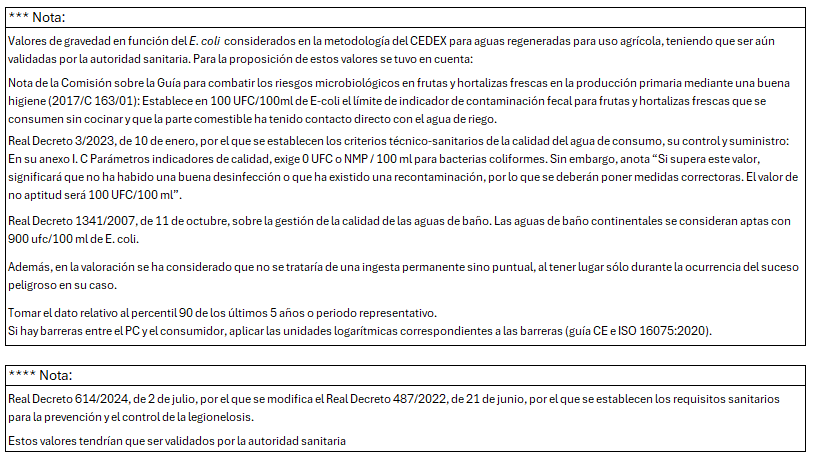 *** Nota:
Valores de gravedad en función del E. coli considerados en la metodología del CEDEX para aguas regeneradas para uso agrícola, teniendo que ser aún
validadas por la autoridad sanitaria. Para la proposición de estos valores se tuvo en cuenta:
Nota de la Comisión sobre la Guía para combatir los riesgos microbiológicos en frutas y hortalizas frescas en la producción primaria mediante una buena
higiene (2017/C 163/01): Establece en 100 UFC/100ml de E-coli el límite de indicador de contaminación fecal para frutas y hortalizas frescas que se
consumen sin cocinar y que la parte comestible ha tenido contacto directo con el agua de riego.
Real Decreto 3/2023, de 10 de enero, por el que se establecen los criterios técnico-sanitarios de la calidad del agua de consumo, su control y suministro:
En su anexo I. C Parámetros indicadores de calidad, exige 0 UFC o NMP / 100 ml para bacterias coliformes. Sin embargo, anota “Si supera este valor,
significará que no ha habido una buena desinfección o que ha existido una recontaminación, por lo que se deberán poner medidas correctoras. El valor de
no aptitud será 100 UFC/100 ml”.
Real Decreto 1341/2007, de 11 de octubre, sobre la gestión de la calidad de las aguas de baño. Las aguas de baño continentales se consideran aptas con
900 ufc/100 ml de E. coli.
Además, en la valoración se ha considerado que no se trataría de una ingesta permanente sino puntual, al tener lugar sólo durante la ocurrencia del suceso
peligroso en su caso.
Tomar el dato relativo al percentil 90 de los últimos 5 años o periodo representativo.
Si hay barreras entre el PC y el consumidor, aplicar las unidades logarítmicas correspondientes a las barreras (guía CE e ISO 16075:2020).
**** Nota:
Real Decreto 614/2024, de 2 de julio, por el que se modifica el Real Decreto 487/2022, de 21 de junio, por el que se establecen los requisitos sanitarios
para la prevención y el control de la legionelosis.
Estos valores tendrían que ser validados por la autoridad sanitaria